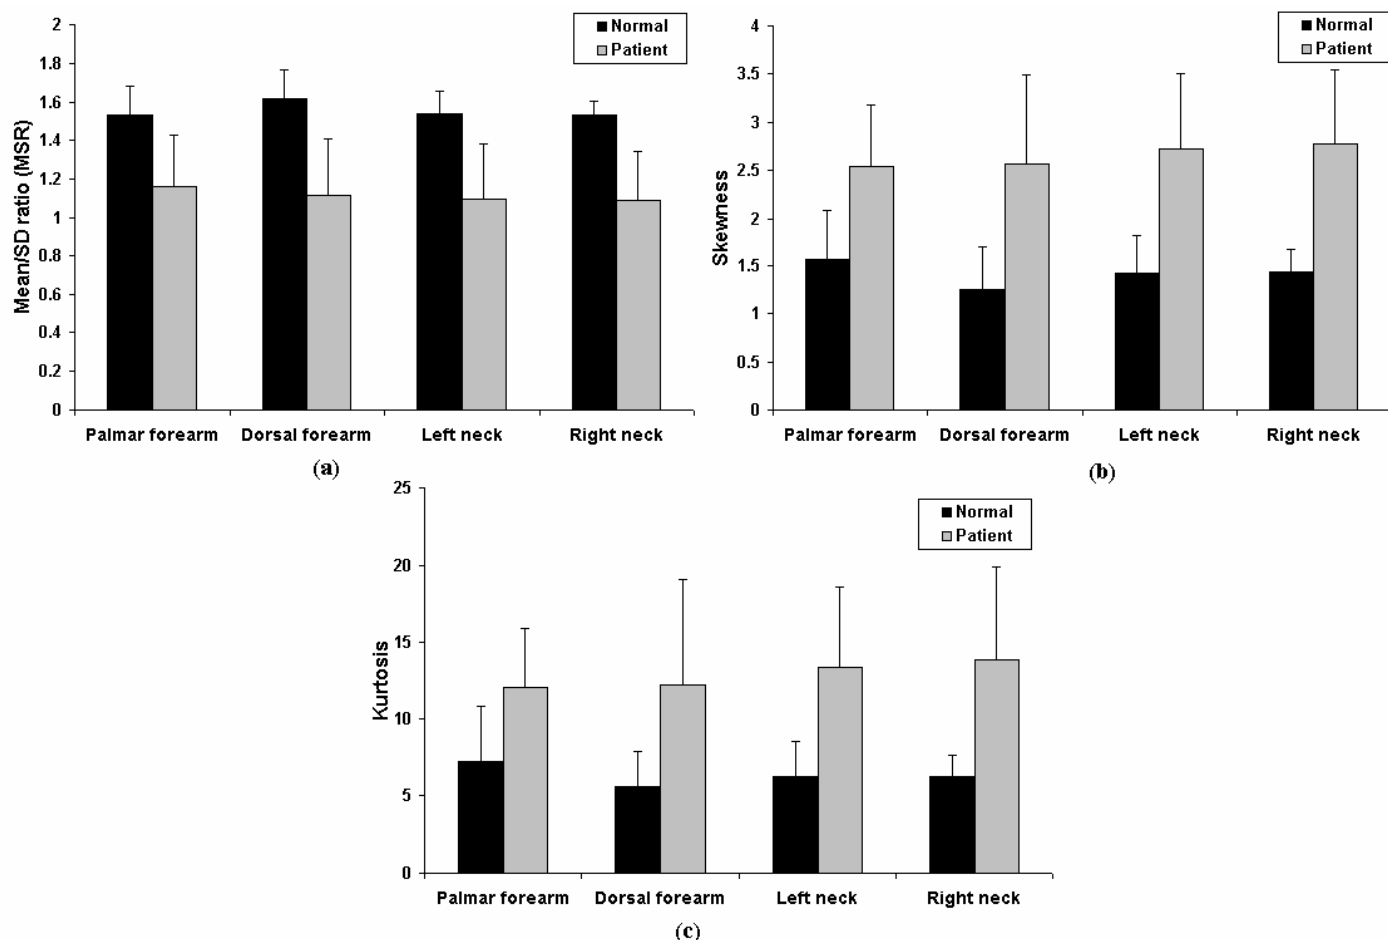 Mean/SD ratio (MSR)
2
1.8
1.6
1.4
1.2
1
0.8
0.6
0.4
0.2
0
Normal
Patient
Palmar forearm Dorsal forearm Left neck Right neck
(a)
Skewness
4
3.5
3
2.5
2
1.5
1
0.5
0
Normal
Patient
Palmar forearm Dorsal forearm Left neck Right neck
(b)
Kurtosis
25
20
15
10
5
0
Normal
Patient
Palmar forearm Dorsal forearm Left neck Right neck
(c)